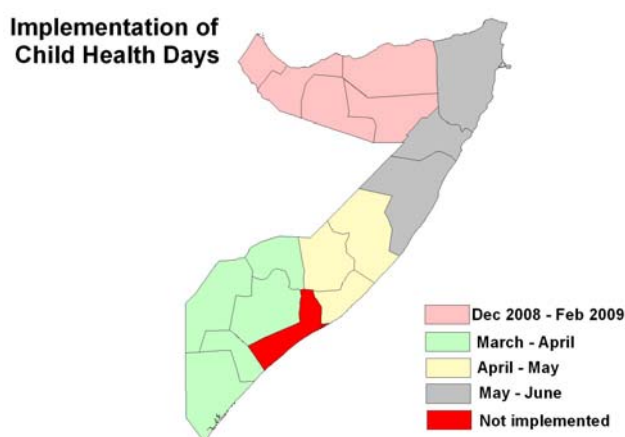 Implementation of
Child Health Days
Dec 2008 - Feb 2009
March - April
April - May
May - June
Not implemented